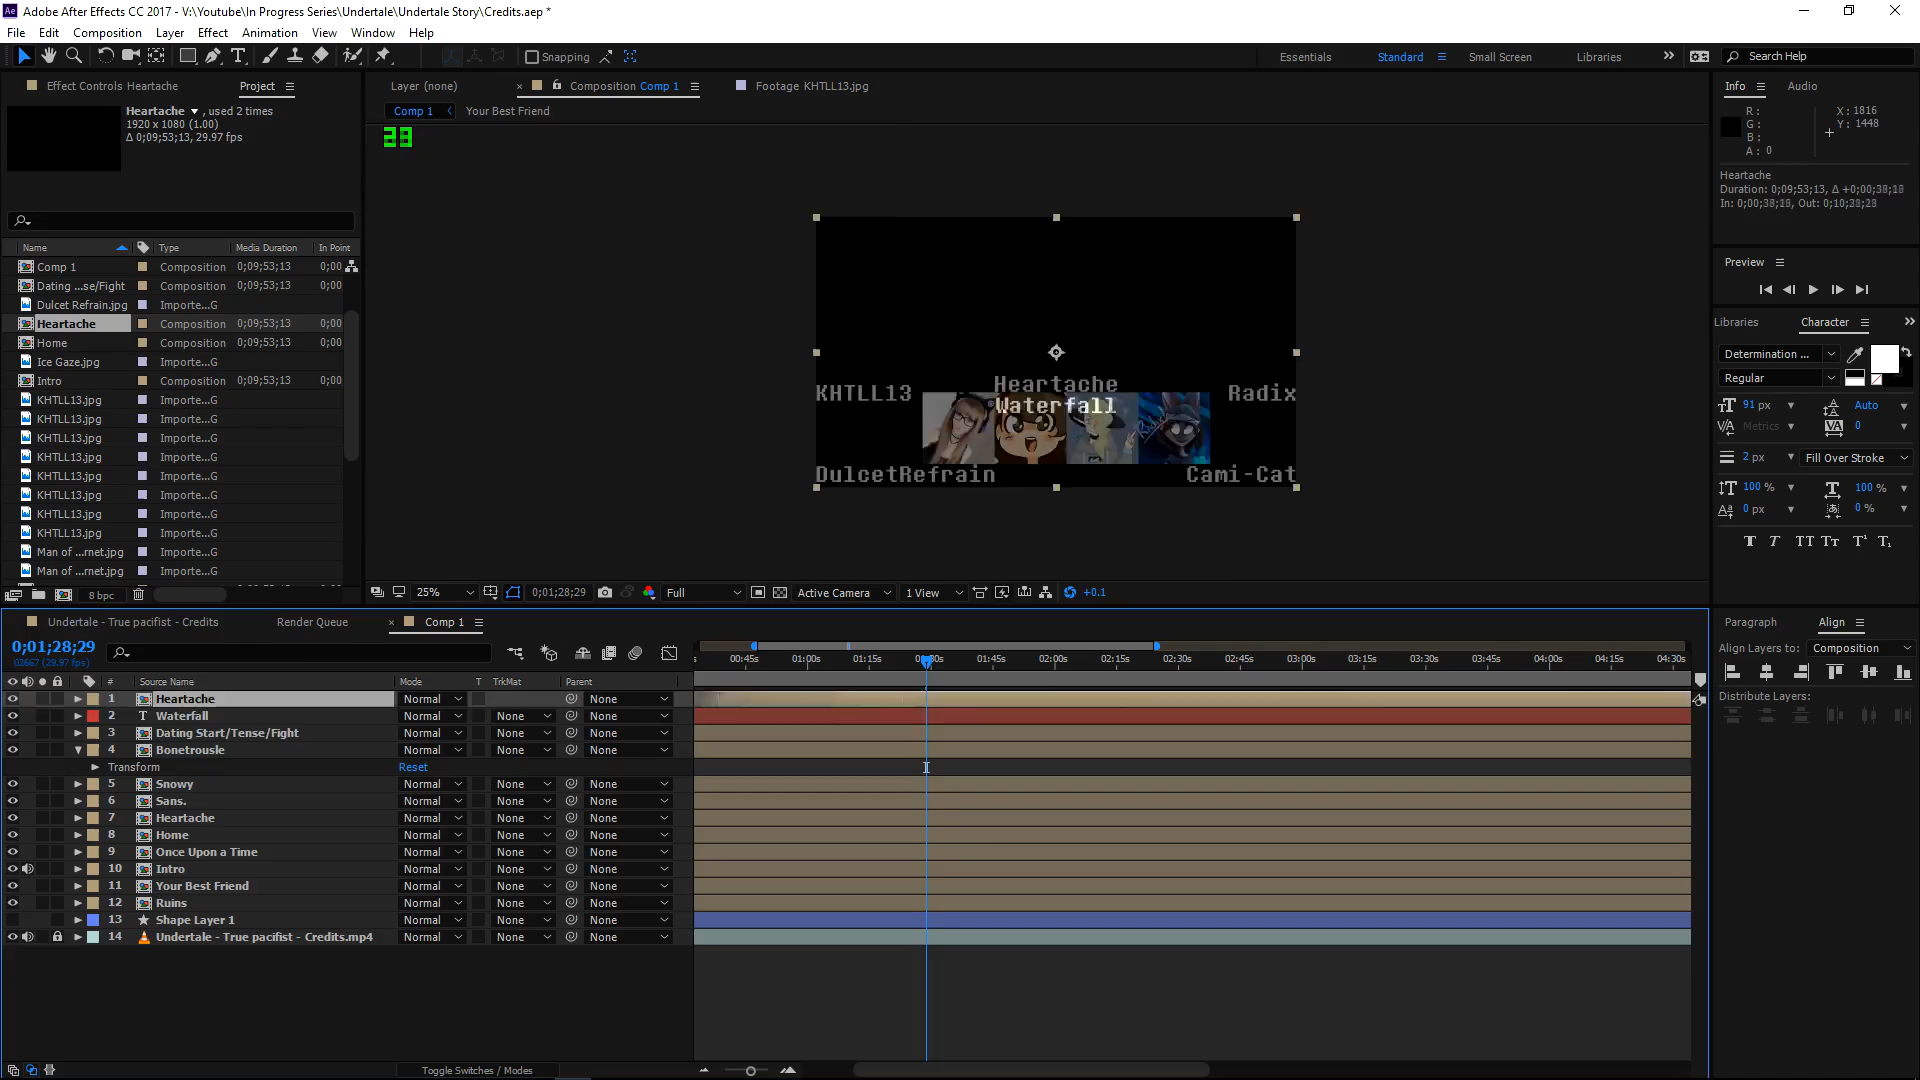 Adobe After Effects CC 2017 - V:\Youtube\In Progress Series\Undertale\Undertale Story\Credits.aep *
File Edit Composition Layer Effect Animation View Window Help
Snapping
Essentials Standard Small Screen Libraries Search Help
Effect Controls Heartache Project
Heartache , used 2 times
1920 x 1080 (1.00)
Δ 0;09;53;13, 29.97 fps
Name Type Media Duration In Point
Comp 1 Composition 0;09;53;13 0;00
Dating ...se/Fight Composition 0;09;53;13 0;00
Dulcet Refrain.jpg Importe...G
Heartache Composition 0;09;53;13 0;00
Home Composition 0;09;53;13 0;00
Ice Gaze.jpg Importe...G
Intro Composition 0;09;53;13 0;00
KHTLL13.jpg Importe...G
KHTLL13.jpg Importe...G
KHTLL13.jpg Importe...G
KHTLL13.jpg Importe...G
KHTLL13.jpg Importe...G
KHTLL13.jpg Importe...G
KHTLL13.jpg Importe...G
KHTLL13.jpg Importe...G
Man of ...rnet.jpg Importe...G
Man of ...rnet.jpg Importe...G
8 bpc
Layer (none) Composition Comp 1 Footage KHTLL13.jpg
Comp 1 Your Best Friend
23
Heartache
KHTLL13 Radix
Waterfall
DulcetRefrain Cami-Cat
25% 0;01;28;29 Full Active Camera 1 View +0.1
Info Audio
R: X: 1816
G: Y: 1448
B:
A: 0
Heartache
Duration: 0;09;53;13, Δ +0;00;38;18
Preview
Libraries Character
Determination ...
Regular
91 px Auto
Metrics 0
2 px Fill Over Stroke
100 % 100 %
0 px 0 %
T T TT Tт T¹ T₁
Paragraph Align
Align Layers to: Composition
Distribute Layers:
Undertale - True pacifist - Credits Render Queue Comp 1
0;01;28;29
02667 (29.97 fps)
00:45s 01:00s 01:15s 01:30s 01:45s 02:00s 02:15s 02:30s 02:45s 03:00s 03:15s 03:30s 03:45s 04:00s 04:15s 04:30s
# Source Name Mode T TrkMat Parent
1 Heartache Normal None
2 T Waterfall Normal None None
3 Dating Start/Tense/Fight Normal None None
4 Bonetrousle Normal None None
Transform Reset
5 Snowy Normal None None
6 Sans. Normal None None
7 Heartache Normal None None
8 Home Normal None None
9 Once Upon a Time Normal None None
10 Intro Normal None None
11 Your Best Friend Normal None None
12 Ruins Normal None None
13 Shape Layer 1 Normal None None
14 Undertale - True pacifist - Credits.mp4 Normal None None
Toggle Switches / Modes